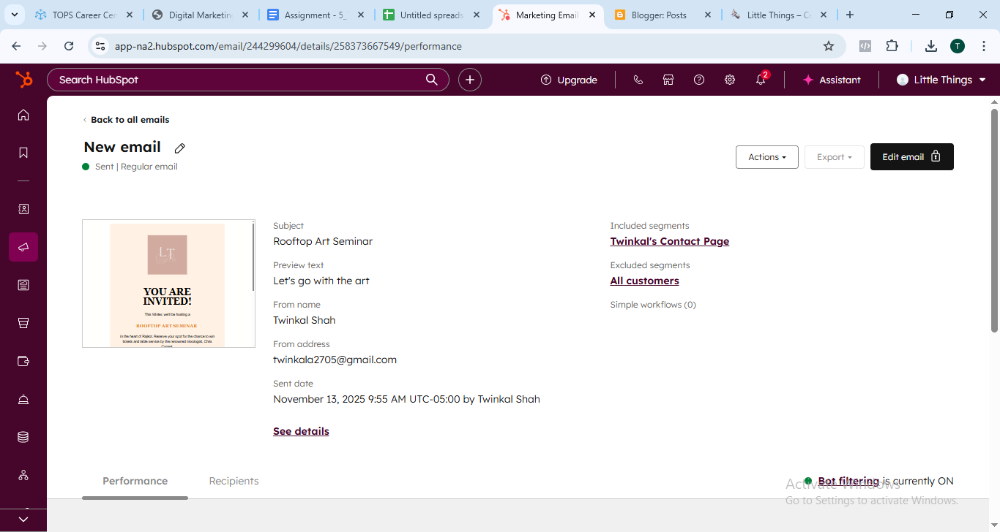 TOPS Career Cen
Digital Marketin
Assignment - 5_
Untitled spreads
Marketing Email
Blogger: Posts
Little Things – C
app-na2.hubspot.com/email/244299604/details/258373667549/performance
T
Search HubSpot
Upgrade
2
Assistant
Little Things
Back to all emails
New email
Sent | Regular email
Actions
Export
Edit email
LT
YOU ARE
INVITED!
This Winter, we'll be hosting a
ROOFTOP ART SEMINAR
In the heart of Rajkot. Reserve your spot for the chance to win
tickets and table service by the renowned mixologist, Chris
Subject
Rooftop Art Seminar
Preview text
Let's go with the art
From name
Twinkal Shah
From address
twinkala2705@gmail.com
Sent date
November 13, 2025 9:55 AM UTC-05:00 by Twinkal Shah
See details
Included segments
Twinkal's Contact Page
Excluded segments
All customers
Simple workflows (0)
Performance
Recipients
Bot filtering is currently ON
Activate Windows
Go to Settings to activate Windows.